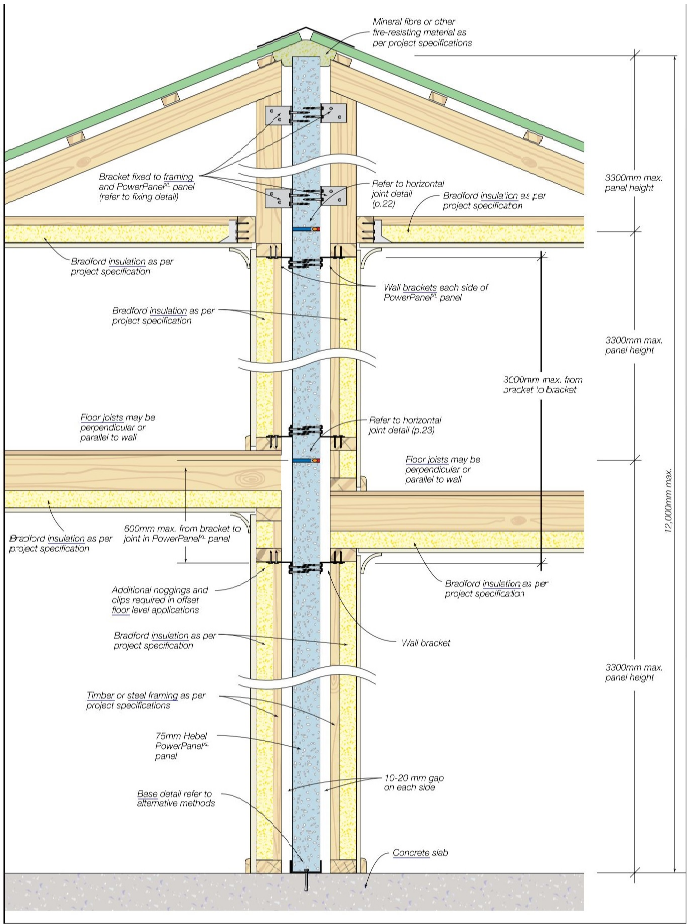 Mineral fibre or other
fire-resisting material as
per project specifications
3300mm max.
panel height
Bracket fixed to framing
and PowerPanel panel
(refer to fixing detail)
Refer to horizontal
joint detail
(p.22)
Bradford insulation as per
project specification
Bradford insulation as per
project specification
Wall brackets each side of
PowerPanel panel
Bradford insulation as per
project specification
3300mm max.
panel height
3000mm max. from
bracket to bracket
Floor joists may be
perpendicular or
parallel to wall
Refer to horizontal
joint detail (p.23)
Floor joists may be
perpendicular or
parallel to wall
12,000mm max.
600mm max. from bracket to
joint in PowerPanel panel
Bradford insulation as per
project specification
Additional noggings and
clips required in offset
floor level applications
Bradford insulation as per
project specification
Bradford insulation as per
project specification
Wall bracket
3300mm max.
panel height
Timber or steel framing as per
project specifications
75mm Hebel
PowerPanel
panel
10-20 mm gap
on each side
Base detail refer to
alternative methods
Concrete slab